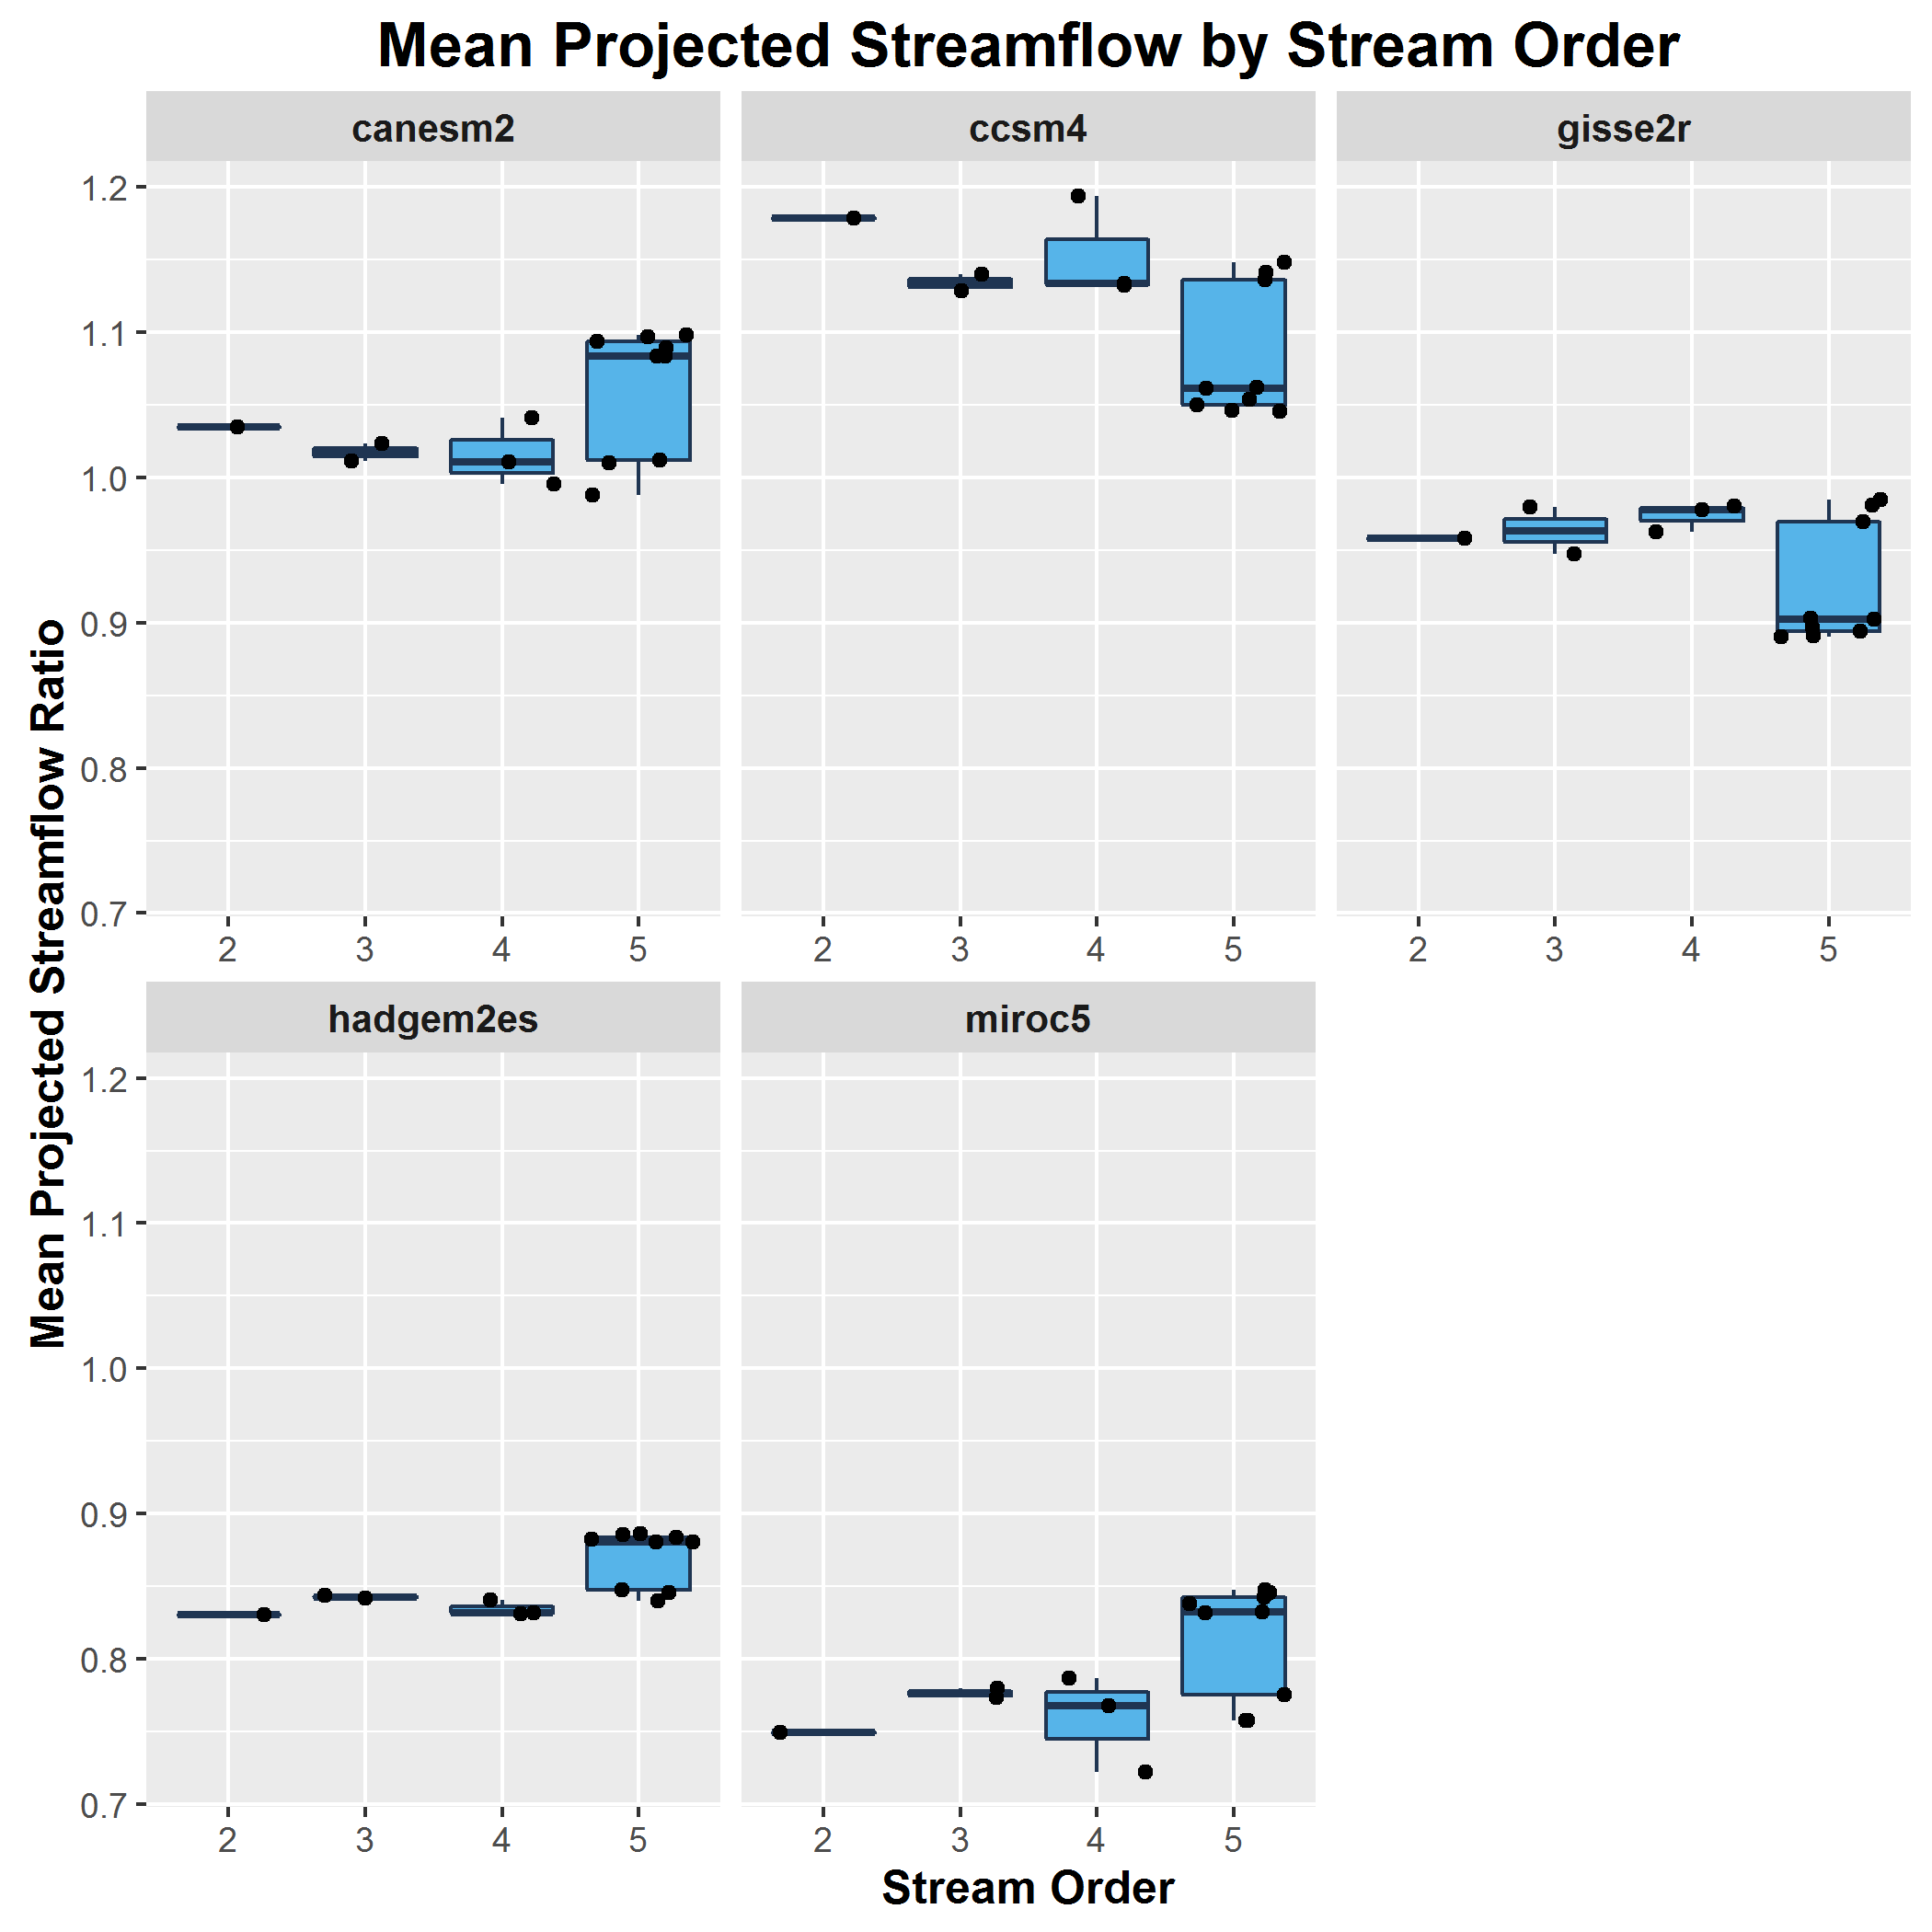 Mean Projected Streamflow by Stream Order
canesm2
ccsm4
gisse2r
1.2
1.1
1.0
0.9
0.8
0.7
2 3 4 5
2 3 4 5
2 3 4 5
Mean Projected Streamflow Ratio
hadgem2es
miroc5
1.2
1.1
1.0
0.9
0.8
0.7
2 3 4 5
2 3 4 5
Stream Order